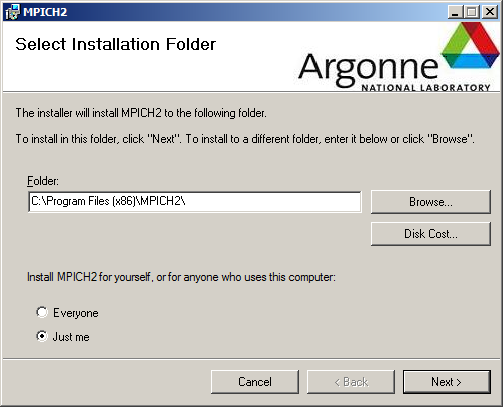 MPICH2
Select Installation Folder
Argonne
NATIONAL LABORATORY
The installer will install MPICH2 to the following folder.
To install in this folder, click "Next". To install to a different folder, enter it below or click "Browse".
Folder:
C:\Program Files (x86)\MPICH2\
Browse...
Disk Cost...
Install MPICH2 for yourself, or for anyone who uses this computer:
Everyone
Just me
Cancel
< Back
Next >